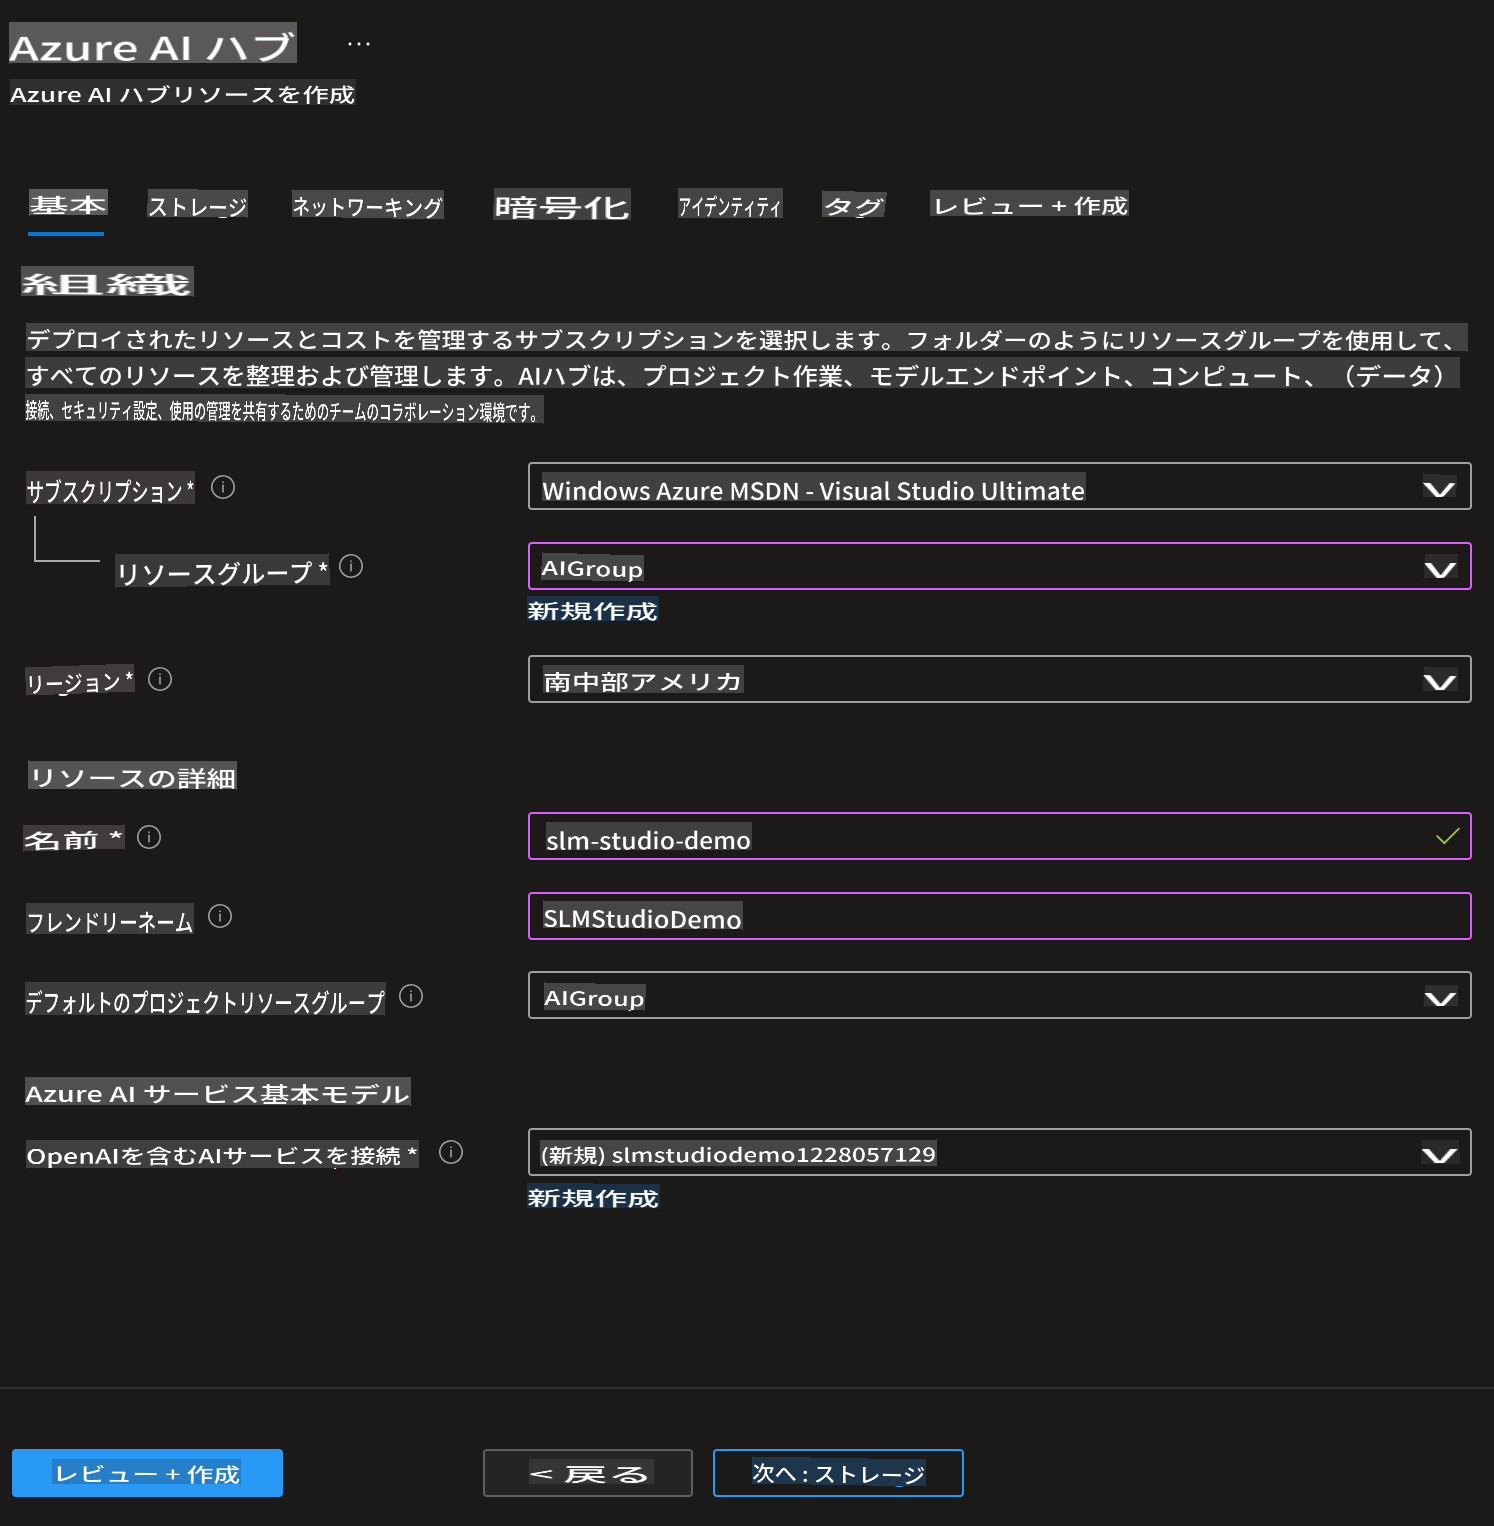 Azure AI ハブ ...
Azure AI ハブリソースを作成
基本 ストレージ ネットワーキング 暗号化 アイデンティティ タグ レビュー + 作成
組織
デプロイされたリソースとコストを管理するサブスクリプションを選択します。フォルダーのようにリソースグループを使用して、
すべてのリソースを整理および管理します。AIハブは、プロジェクト作業、モデルエンドポイント、コンピュート、（データ）
接続、セキュリティ設定、使用の管理を共有するためのチームのコラボレーション環境です。
サブスクリプション * Windows Azure MSDN - Visual Studio Ultimate
リソースグループ * AIGroup
新規作成
リージョン * 南中部アメリカ
リソースの詳細
名前 * slm-studio-demo
フレンドリーネーム SLMStudioDemo
デフォルトのプロジェクトリソースグループ AIGroup
Azure AI サービス基本モデル
OpenAIを含むAIサービスを接続 * (新規) slmstudiodemo1228057129
新規作成
レビュー + 作成 < 戻る 次へ : ストレージ